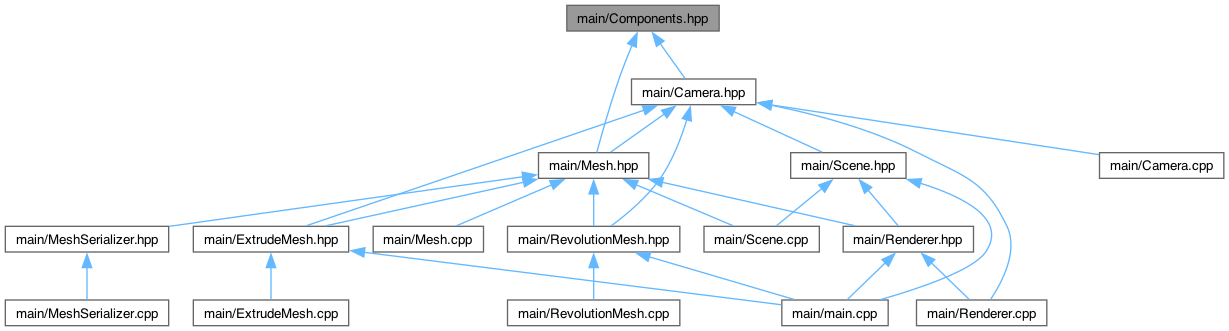 main/Components.hpp
main/Camera.hpp
main/Mesh.hpp
main/Scene.hpp
main/Camera.cpp
main/MeshSerializer.hpp
main/ExtrudeMesh.hpp
main/Mesh.cpp
main/RevolutionMesh.hpp
main/Scene.cpp
main/Renderer.hpp
main/MeshSerializer.cpp
main/ExtrudeMesh.cpp
main/RevolutionMesh.cpp
main/main.cpp
main/Renderer.cpp